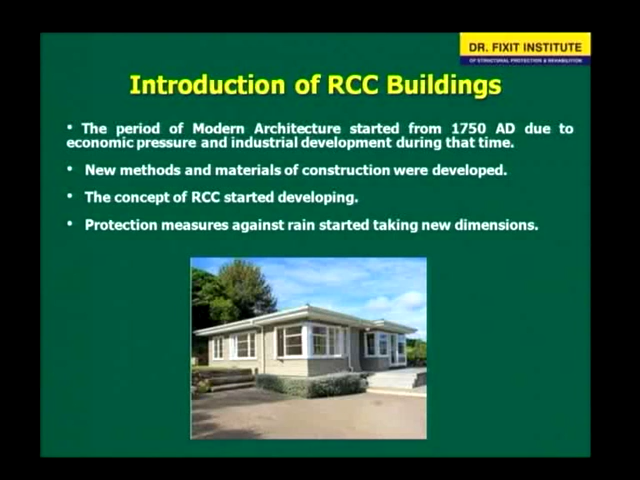 DR. FIXIT INSTITUTE
OF STRUCTURAL PROTECTION & REHABILITATION
Introduction of RCC Buildings
• The period of Modern Architecture started from 1750 AD due to
economic pressure and industrial development during that time.
• New methods and materials of construction were developed.
• The concept of RCC started developing.
• Protection measures against rain started taking new dimensions.